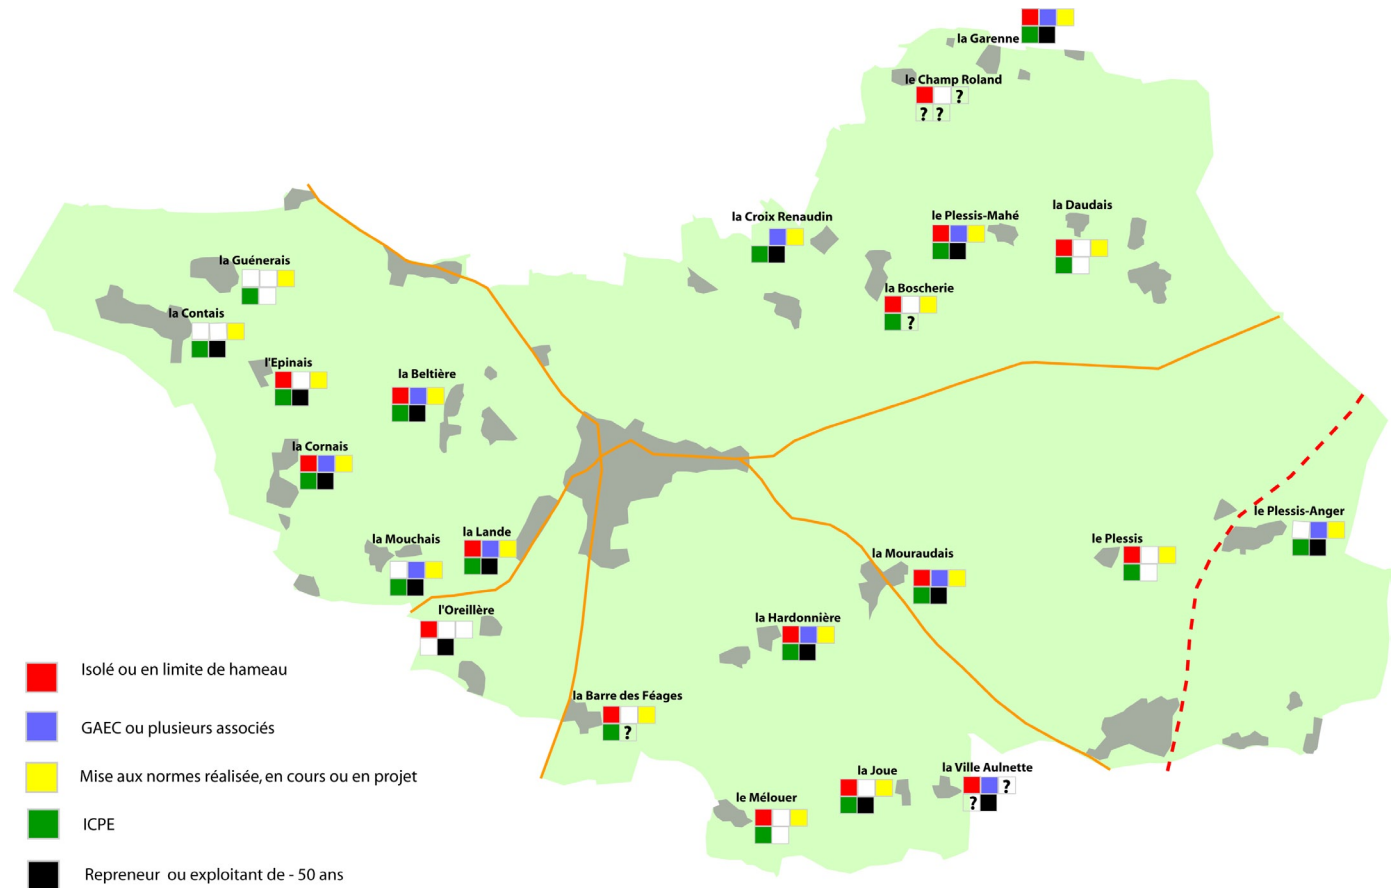 la Garenne
le Champ Roland
?
? ?
la Croix Renaudin
le Plessis-Mahé
la Daudais
la Guénerais
la Boscherie
?
la Contais
l'Epinais
la Beltière
la Cornais
le Plessis-Anger
la Mouchais
la Lande
le Plessis
la Mouraudais
l'Oreillère
la Hardonnière
Isolé ou en limite de hameau
la Barre des Féages
?
GAEC ou plusieurs associés
Mise aux normes réalisée, en cours ou en projet
la Joue
la Ville Aulnette
?
?
le Mélouer
ICPE
Repreneur ou exploitant de - 50 ans